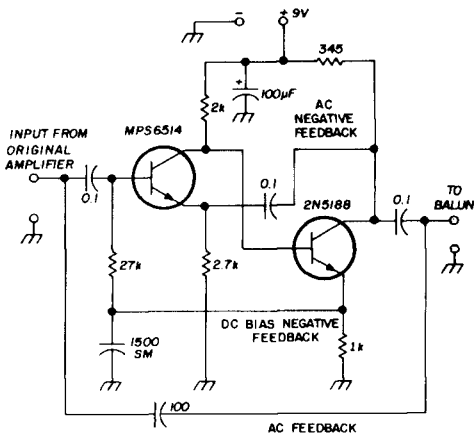 -
+ 9V
345
+
100µF
2k
AC
NEGATIVE
FEEDBACK
INPUT FROM
ORIGINAL
AMPLIFIER
MPS6514
0.1
0.1
2N5188
0.1
TO
BALUN
27k
2.7k
DC BIAS NEGATIVE
FEEDBACK
1500
SM
1k
100
AC FEEDBACK